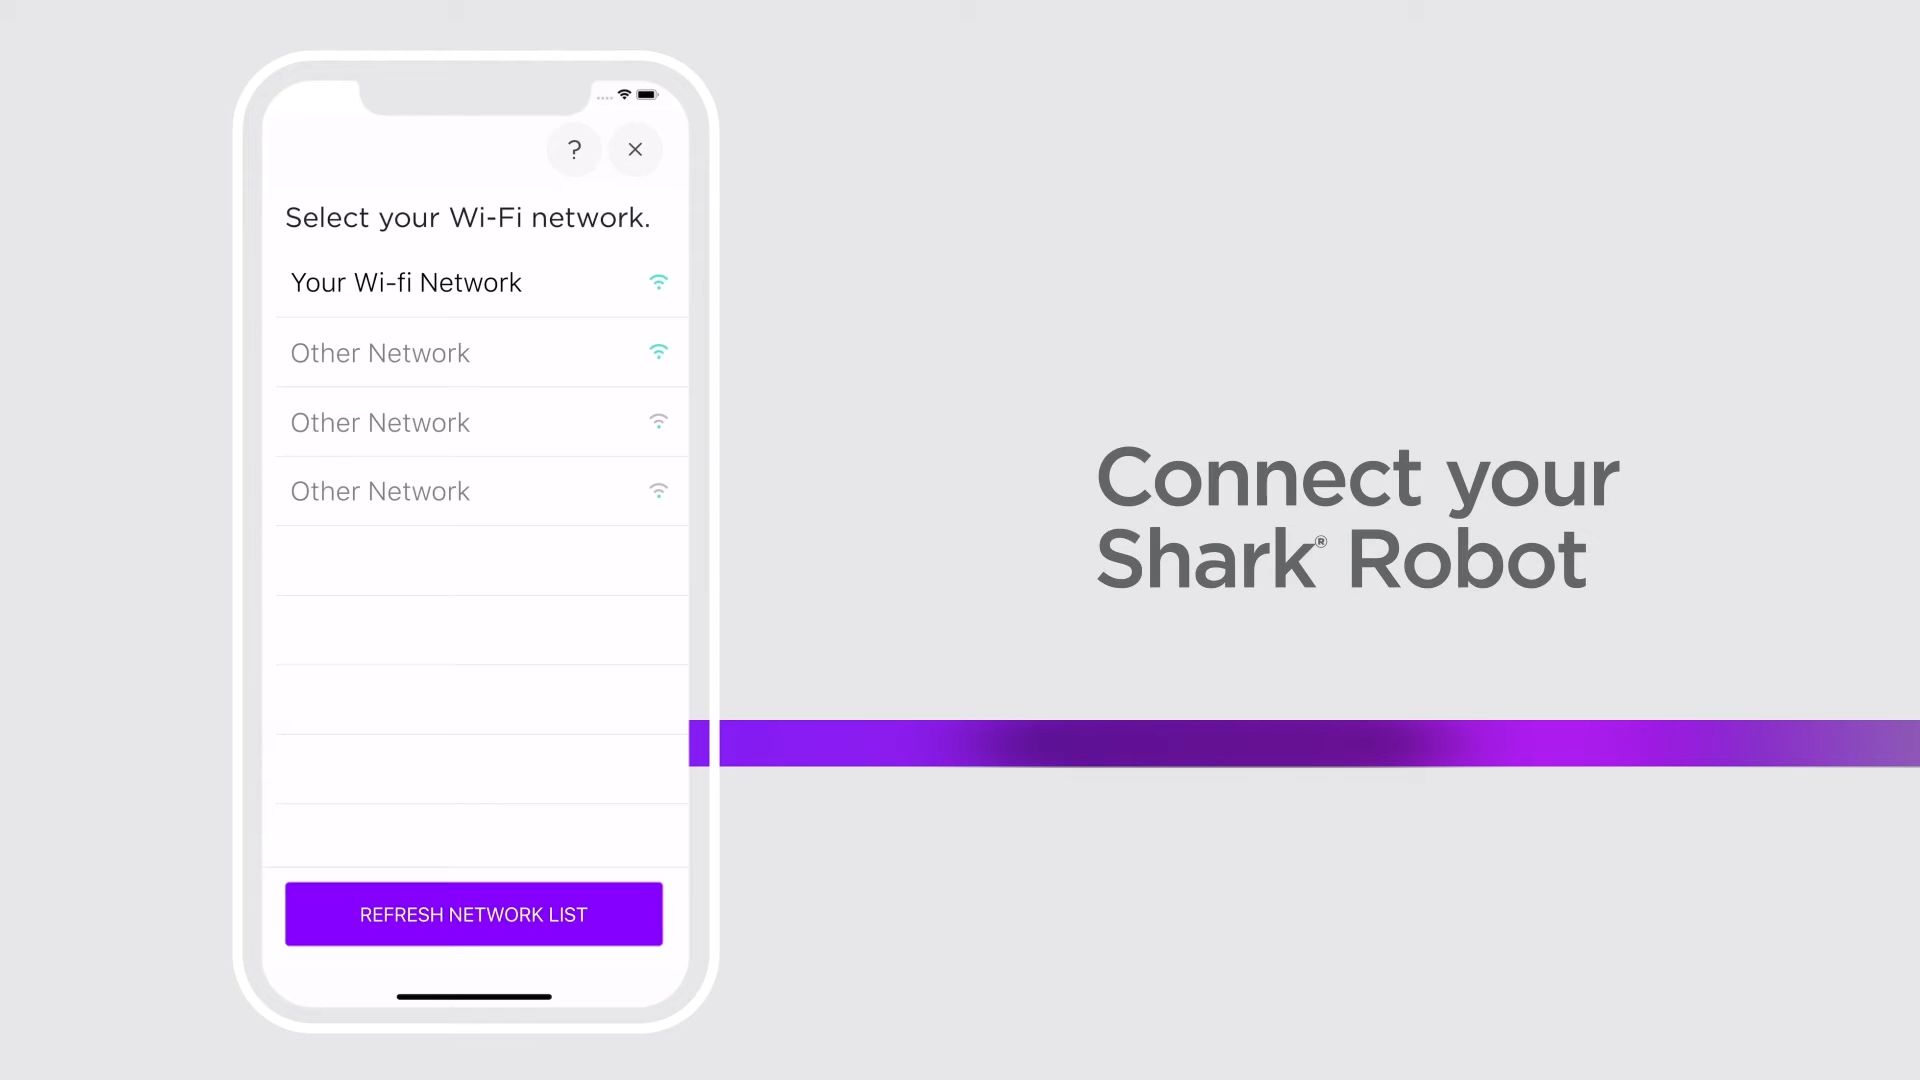 ?
×
Select your Wi-Fi network.
Your Wi-fi Network
Other Network
Other Network
Other Network
REFRESH NETWORK LIST
Connect your
Shark® Robot